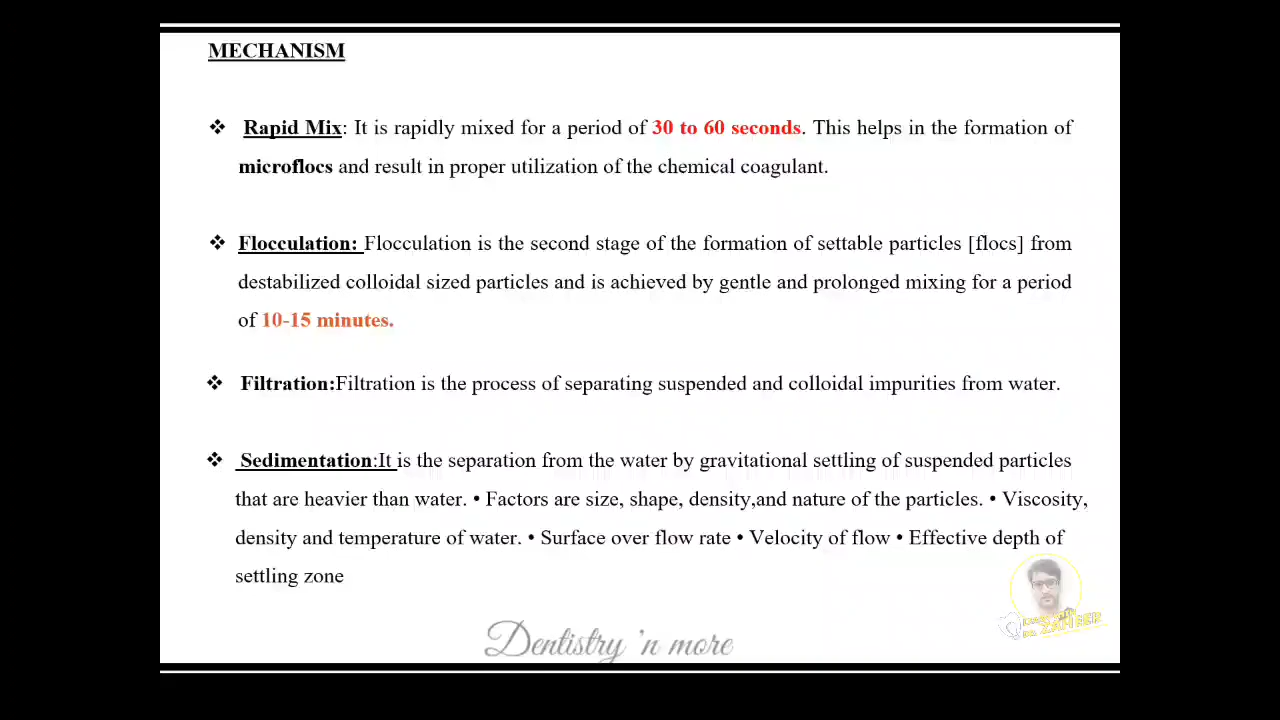 MECHANISM
❖ Rapid Mix: It is rapidly mixed for a period of 30 to 60 seconds. This helps in the formation of
microflocs and result in proper utilization of the chemical coagulant.
❖ Flocculation: Flocculation is the second stage of the formation of settable particles [flocs] from
destabilized colloidal sized particles and is achieved by gentle and prolonged mixing for a period
of 10-15 minutes.
❖ Filtration:Filtration is the process of separating suspended and colloidal impurities from water.
❖ Sedimentation:It is the separation from the water by gravitational settling of suspended particles
that are heavier than water. • Factors are size, shape, density,and nature of the particles. • Viscosity,
density and temperature of water. • Surface over flow rate • Velocity of flow • Effective depth of
settling zone
Dentistry 'n more